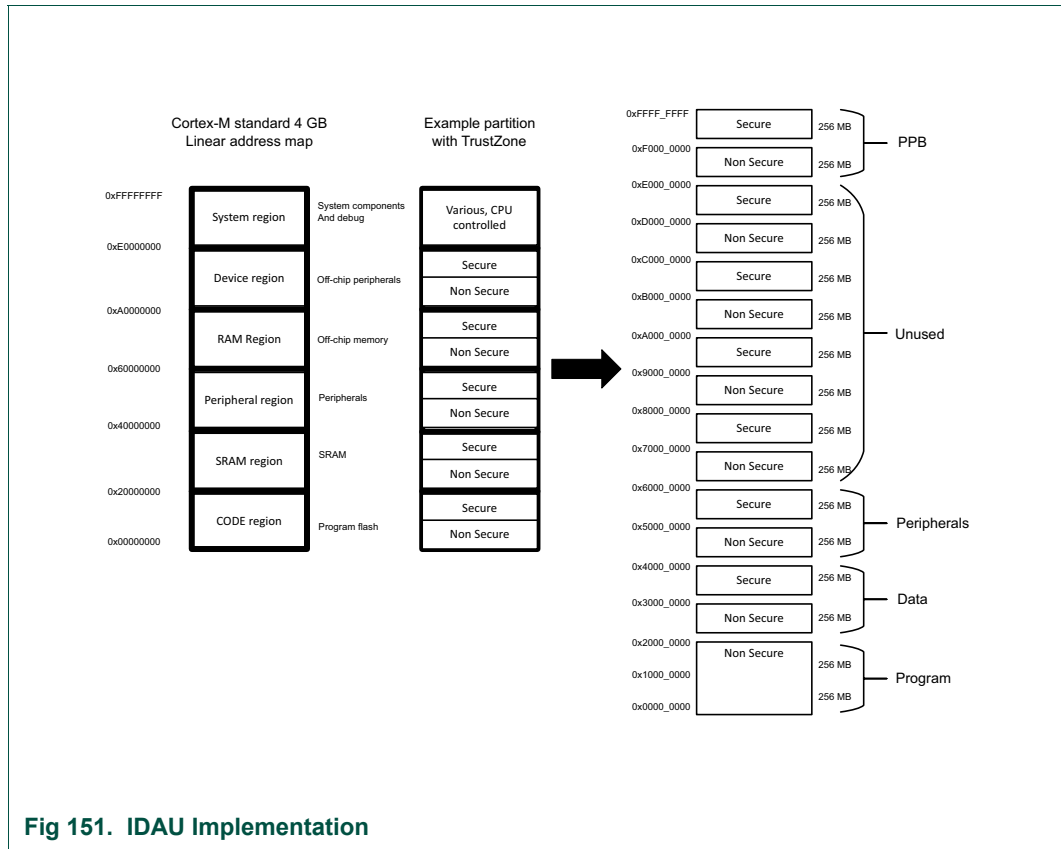 Cortex-M standard 4 GB
Linear address map
0xFFFFFFFF
System region
System components
And debug
0xE0000000
Device region
Off-chip peripherals
0xA0000000
RAM Region
Off-chip memory
0x60000000
Peripheral region
Peripherals
0x40000000
SRAM region
SRAM
0x20000000
CODE region
Program flash
0x00000000
Example partition
with TrustZone
Various, CPU
controlled
Secure
Non Secure
Secure
Non Secure
Secure
Non Secure
Secure
Non Secure
Secure
Non Secure
0xFFFF_FFFF
Secure
256 MB
PPB
0xF000_0000
Non Secure
256 MB
0xE000_0000
Secure
256 MB
0xD000_0000
Non Secure
256 MB
0xC000_0000
Secure
256 MB
0xB000_0000
Non Secure
256 MB
Unused
0xA000_0000
Secure
256 MB
0x9000_0000
Non Secure
256 MB
0x8000_0000
Secure
256 MB
0x7000_0000
Non Secure
256 MB
0x6000_0000
Secure
256 MB
Peripherals
0x5000_0000
Non Secure
256 MB
0x4000_0000
Secure
256 MB
Data
0x3000_0000
Non Secure
256 MB
0x2000_0000
Non Secure
256 MB
0x1000_0000
Program
256 MB
0x0000_0000
Fig 151. IDAU Implementation